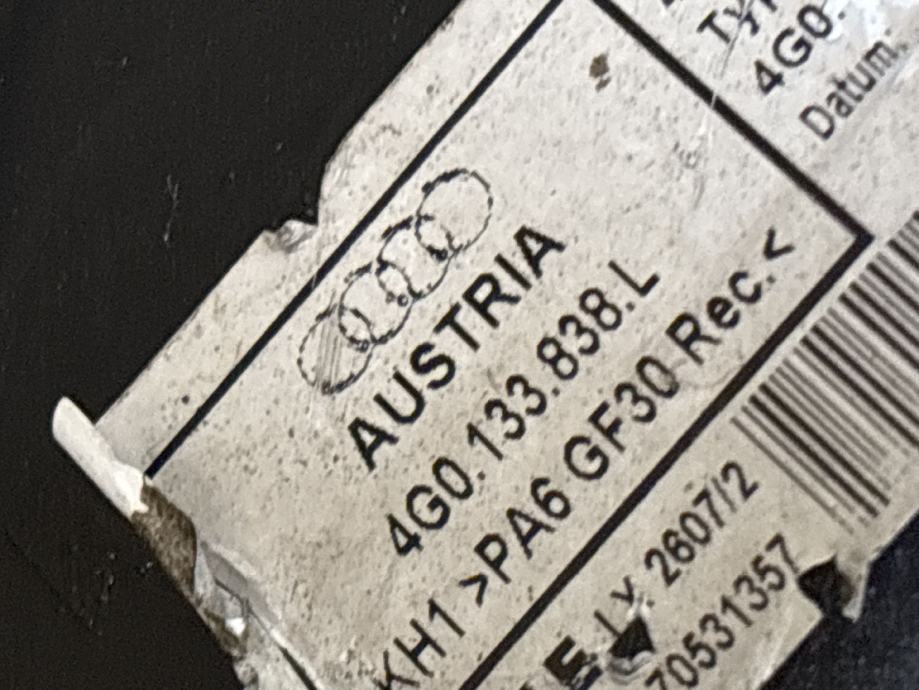 4G0.
Datum:
AUSTRIA
4G0.133.838.L
KH1 >PA6 GF30 Rec.<
2607/2
70531357